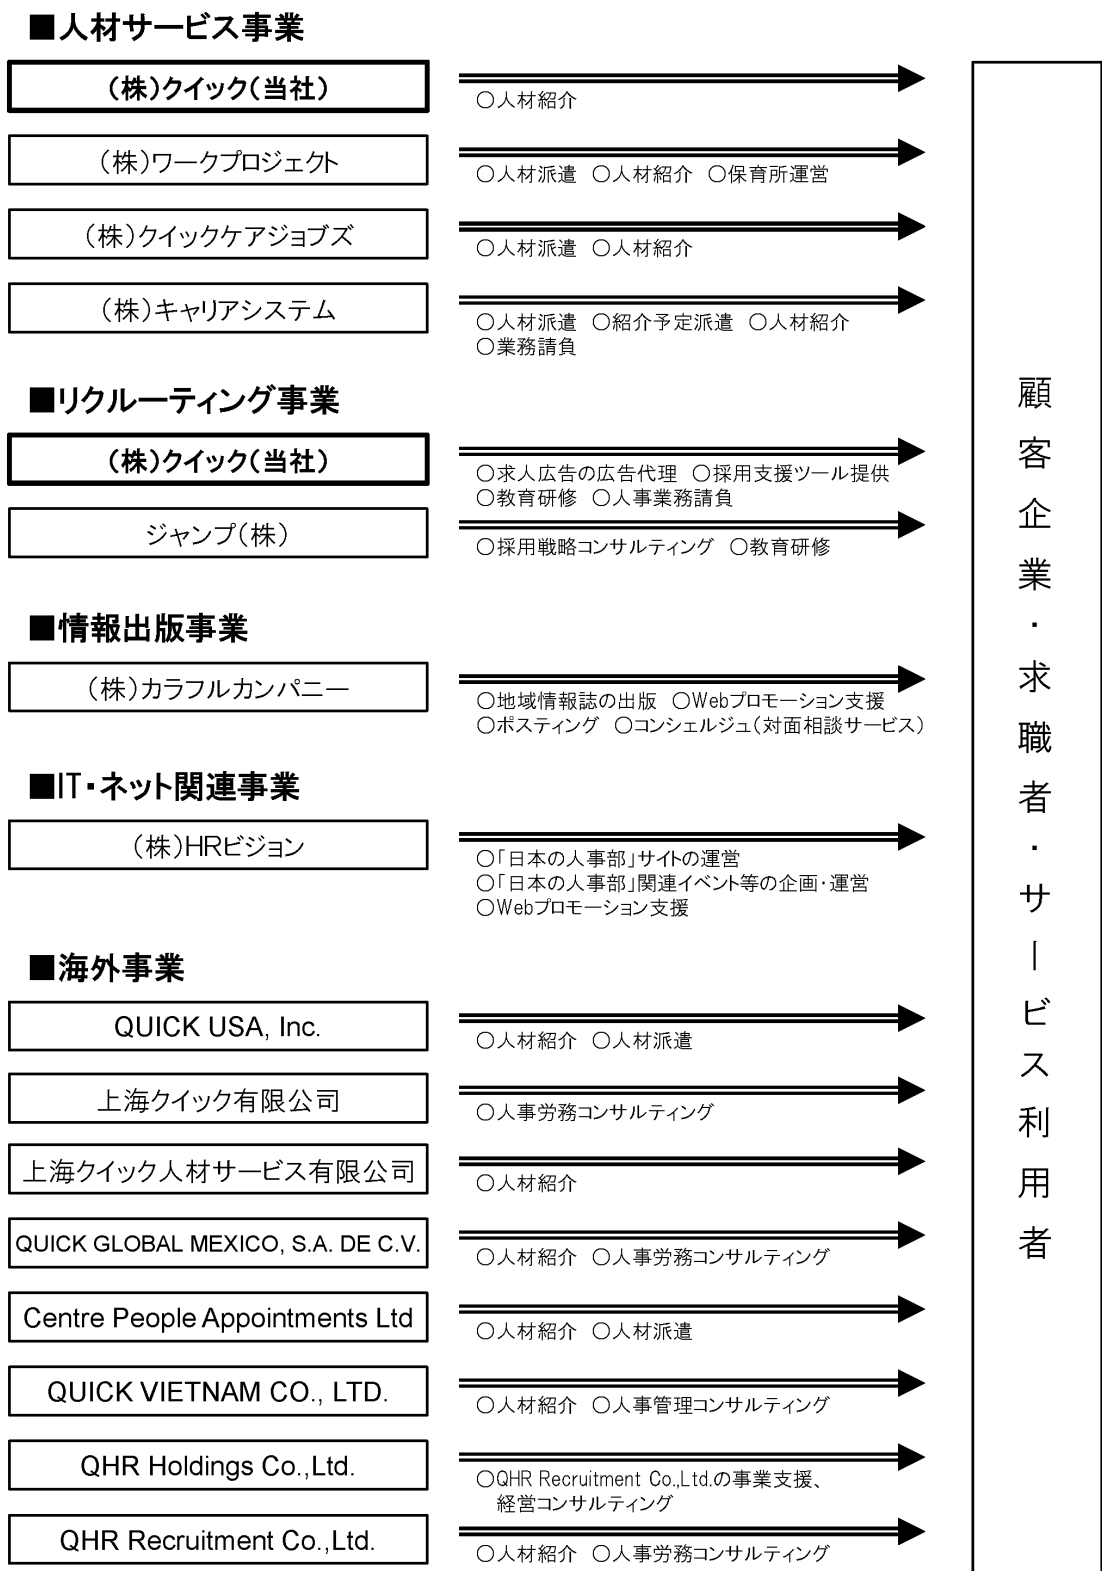 ■人材サービス事業
(株)クイック(当社)
○人材紹介
(株)ワークプロジェクト
○人材派遣 ○人材紹介 ○保育所運営
(株)クイックケアジョブズ
○人材派遣 ○人材紹介
(株)キャリアシステム
○人材派遣 ○紹介予定派遣 ○人材紹介
○業務請負
■リクルーティング事業
(株)クイック(当社)
○求人広告の広告代理 ○採用支援ツール提供
○教育研修 ○人事業務請負
ジャンプ(株)
○採用戦略コンサルティング ○教育研修
■情報出版事業
(株)カラフルカンパニー
○地域情報誌の出版 ○Webプロモーション支援
○ポスティング ○コンシェルジュ(対面相談サービス)
■IT・ネット関連事業
(株)HRビジョン
○「日本の人事部」サイトの運営
○「日本の人事部」関連イベント等の企画・運営
○Webプロモーション支援
■海外事業
QUICK USA, Inc.
○人材紹介 ○人材派遣
上海クイック有限公司
○人事労務コンサルティング
上海クイック人材サービス有限公司
○人材紹介
QUICK GLOBAL MEXICO, S.A. DE C.V.
○人材紹介 ○人事労務コンサルティング
Centre People Appointments Ltd
○人材紹介 ○人材派遣
QUICK VIETNAM CO., LTD.
○人材紹介 ○人事管理コンサルティング
QHR Holdings Co.,Ltd.
○QHR Recruitment Co.,Ltd.の事業支援、
経営コンサルティング
QHR Recruitment Co.,Ltd.
○人材紹介 ○人事労務コンサルティング
顧客企業・求職者・サービス利用者